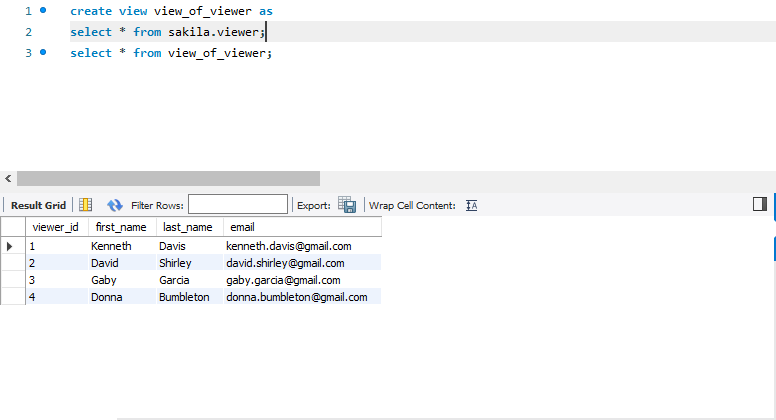 1 create view view_of_viewer as
2 select * from sakila.viewer;
3 select * from view_of_viewer;
Result Grid Filter Rows: Export: Wrap Cell Content:
viewer_id first_name last_name email
1 Kenneth Davis kenneth.davis@gmail.com
2 David Shirley david.shirley@gmail.com
3 Gaby Garcia gaby.garcia@gmail.com
4 Donna Bumbleton donna.bumbleton@gmail.com